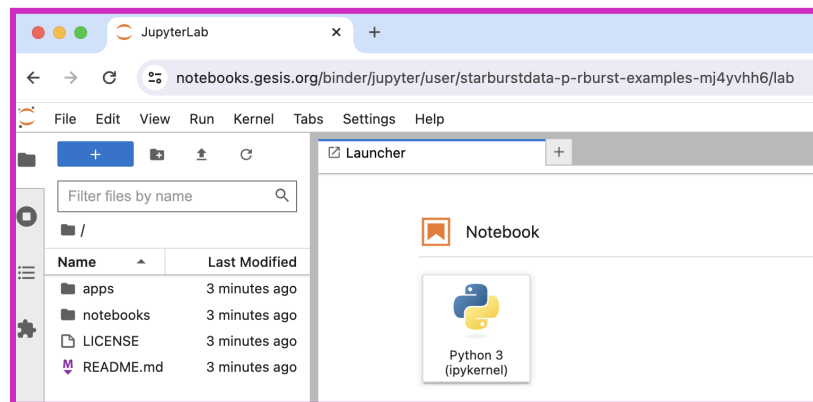 JupyterLab
notebooks.gesis.org/binder/jupyter/user/starburstdata-p-rburst-examples-mj4yvhh6/lab
File Edit View Run Kernel Tabs Settings Help
Launcher
Filter files by name
/
Name Last Modified
apps 3 minutes ago
notebooks 3 minutes ago
LICENSE 3 minutes ago
README.md 3 minutes ago
Notebook
Python 3
(ipykernel)